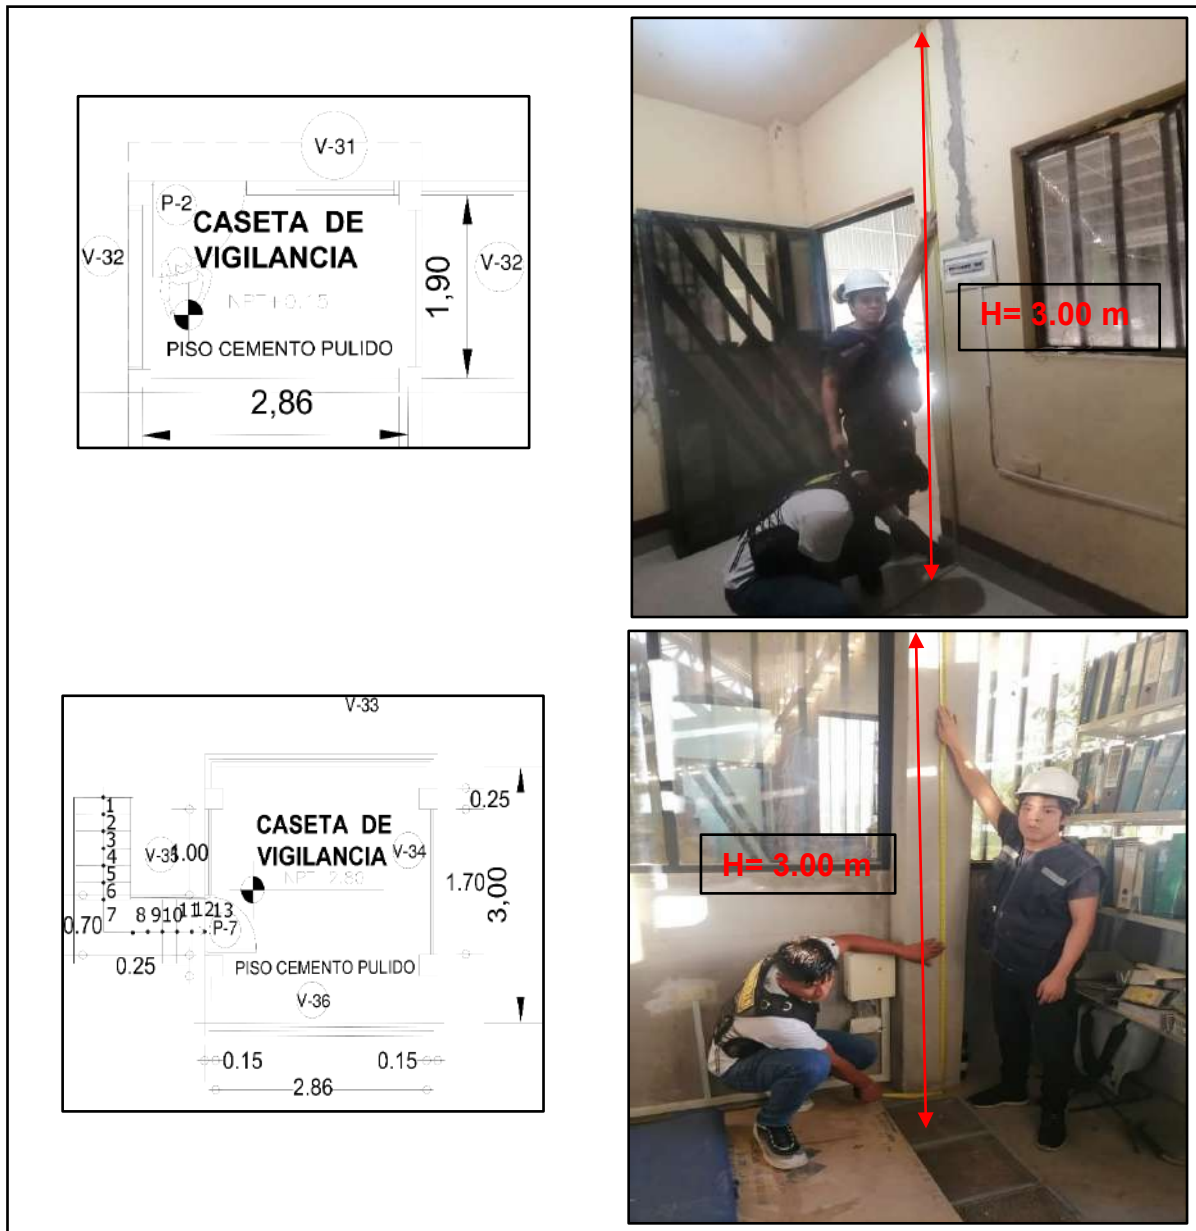 V-31
P-2
CASETA DE
VIGILANCIA
V-32
V-32
1,90
NPT+0.15
PISO CEMENTO PULIDO
2,86
H= 3.00 m
V-33
1
2
3
4
5
6
7
8 9 10 11 12 13
0.25
CASETA DE
VIGILANCIA
V-34
1.00
1.70
3,00
0.70
P-7
0.25
PISO CEMENTO PULIDO
V-36
0.15
0.15
2.86
H= 3.00 m